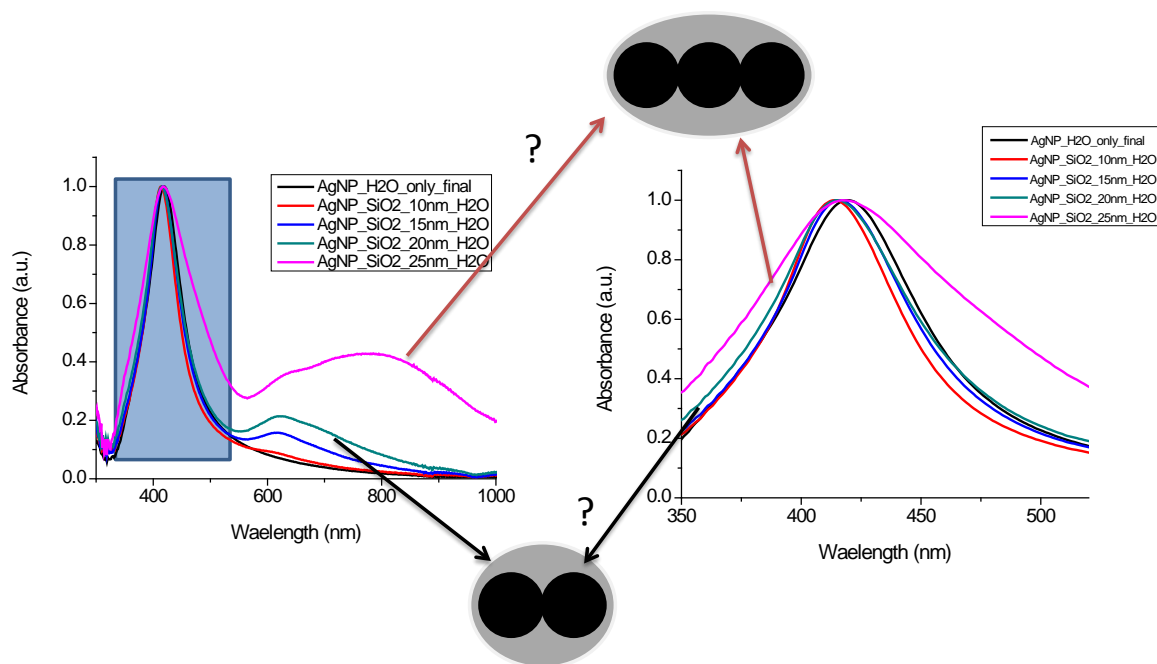 ?
AgNP_H2O_only_final
AgNP_SiO2_10nm_H2O
AgNP_SiO2_15nm_H2O
AgNP_SiO2_20nm_H2O
AgNP_SiO2_25nm_H2O
Absorbance (a.u.)
1.0
0.8
0.6
0.4
0.2
0.0
400 600 800 1000
Waelength (nm)
AgNP_H2O_only_final
AgNP_SiO2_10nm_H2O
AgNP_SiO2_15nm_H2O
AgNP_SiO2_20nm_H2O
AgNP_SiO2_25nm_H2O
Absorbance (a.u.)
1.0
0.8
0.6
0.4
0.2
0.0
350 400 450 500
Waelength (nm)
?